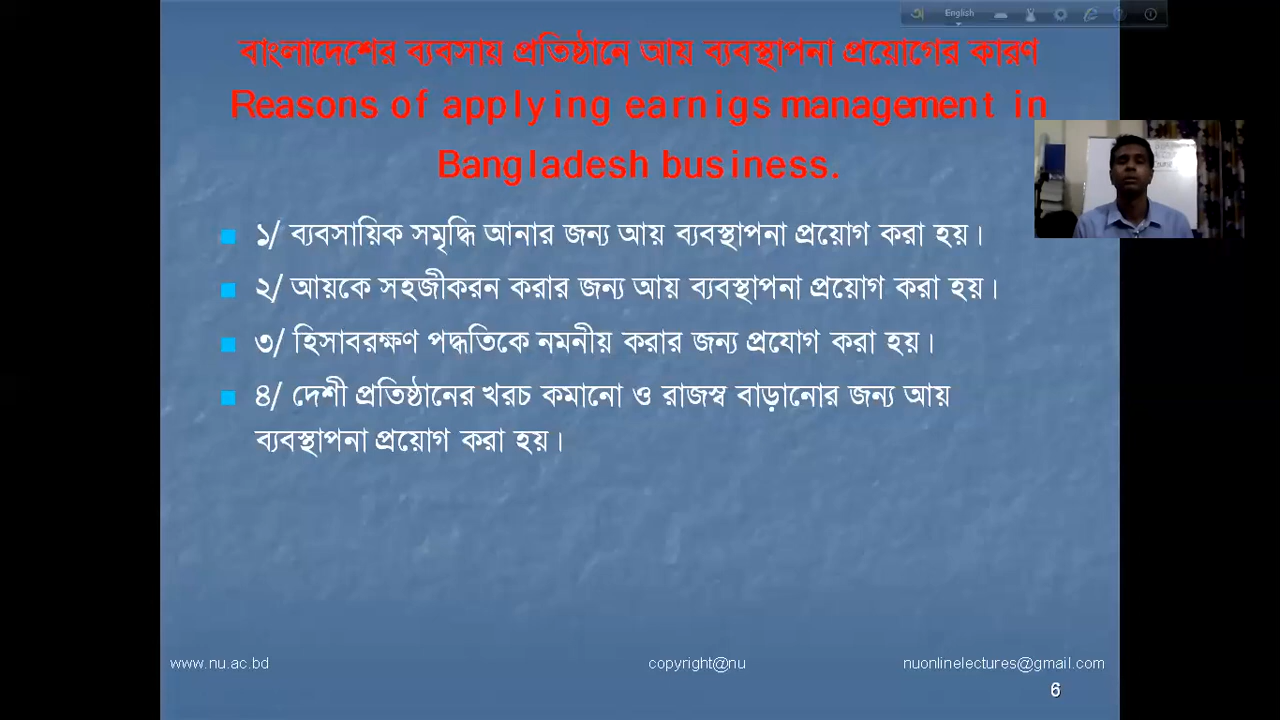 English
বাংলাদেশের ব্যবসায় প্রতিষ্ঠানে আয় ব্যবস্থাপনা প্রয়োগের কারণ
Reasons of applying earnigs management in
Bangladesh business.
১/ ব্যবসায়িক সমৃদ্ধি আনার জন্য আয় ব্যবস্থাপনা প্রয়োগ করা হয়।
২/ আয়কে সহজীকরন করার জন্য আয় ব্যবস্থাপনা প্রয়োগ করা হয়।
৩/ হিসাবরক্ষণ পদ্ধতিকে নমনীয় করার জন্য প্রযোগ করা হয়।
৪/ দেশী প্রতিষ্ঠানের খরচ কমানো ও রাজস্ব বাড়ানোর জন্য আয়
ব্যবস্থাপনা প্রয়োগ করা হয়।
www.nu.ac.bd copyright@nu nuonlinelectures@gmail.com
6